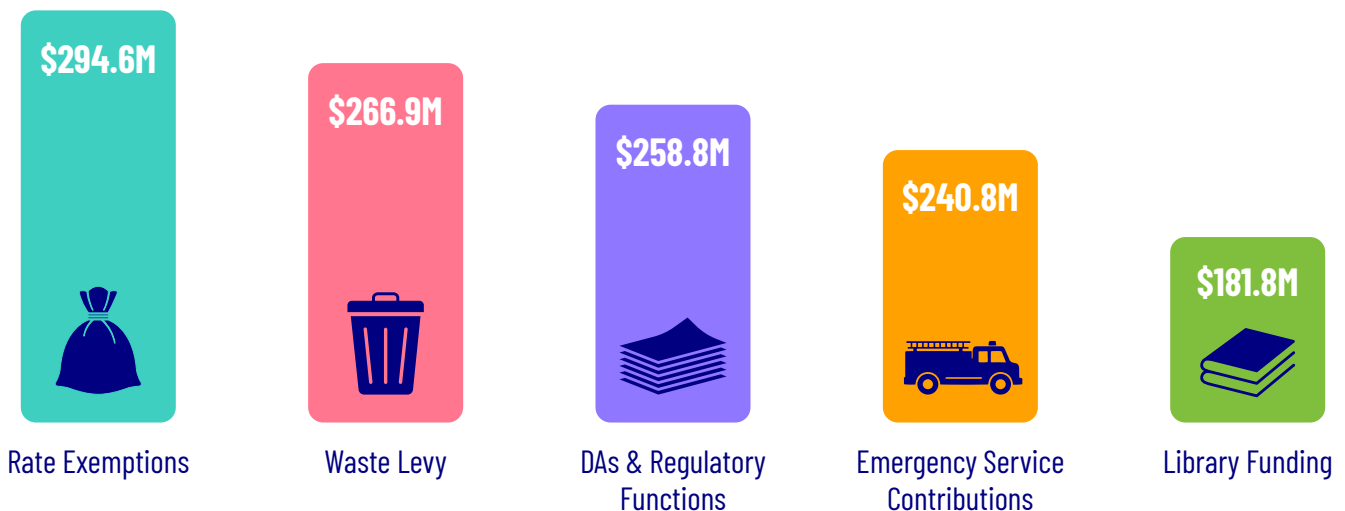 $294.6M
$266.9M
$258.8M
$240.8M
$181.8M
Rate Exemptions
Waste Levy
DAs & Regulatory
Functions
Emergency Service
Contributions
Library Funding